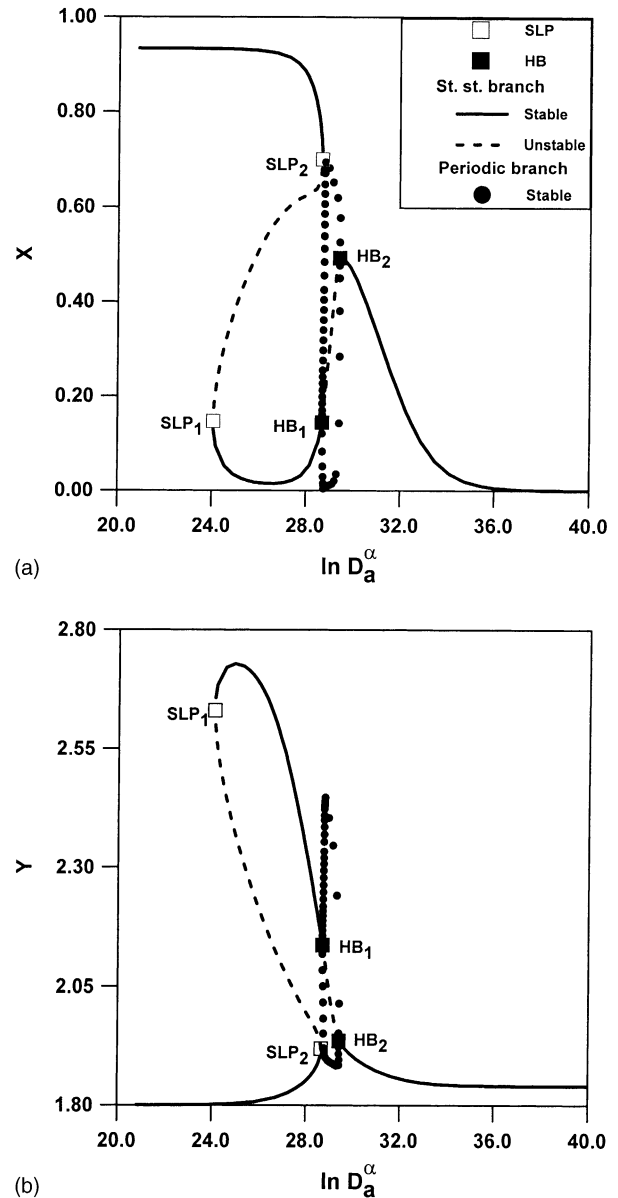 (a)
1.00
0.80
0.60
0.40
0.20
0.00
X
SLP
HB
St. st. branch
Stable
Unstable
Periodic branch
Stable
SLP2
HB2
SLP1
HB1
20.0 24.0 28.0 32.0 36.0 40.0
ln Daα
(b)
2.80
2.55
2.30
2.05
1.80
Y
SLP1
HB1
HB2
SLP2
20.0 24.0 28.0 32.0 36.0 40.0
ln Daα